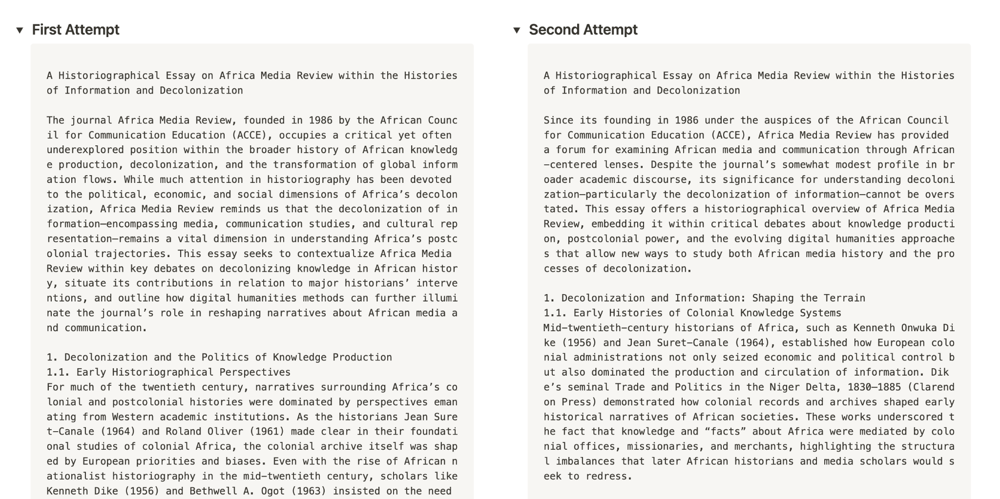 First Attempt
A Historiographical Essay on Africa Media Review within the Histories
of Information and Decolonization
The journal Africa Media Review, founded in 1986 by the African Counc
il for Communication Education (ACCE), occupies a critical yet often
underexplored position within the broader history of African knowledg
e production, decolonization, and the transformation of global inform
ation flows. While much attention in historiography has been devoted
to the political, economic, and social dimensions of Africa’s decolon
ization, Africa Media Review reminds us that the decolonization of in
formation—encompassing media, communication studies, and cultural rep
resentation—remains a vital dimension in understanding Africa’s postc
olonial trajectories. This essay seeks to contextualize Africa Media
Review within key debates on decolonizing knowledge in African histor
y, situate its contributions in relation to major historians’ interve
ntions, and outline how digital humanities methods can further illumi
nate the journal’s role in reshaping narratives about African media a
nd communication.
1. Decolonization and the Politics of Knowledge Production
1.1. Early Historiographical Perspectives
For much of the twentieth century, narratives surrounding Africa’s co
lonial and postcolonial histories were dominated by perspectives eman
ating from Western academic institutions. As the historians Jean Sure
t-Canale (1964) and Roland Oliver (1961) made clear in their foundati
onal studies of colonial Africa, the colonial archive itself was shap
ed by European priorities and biases. Even with the rise of African n
ationalist historiography in the mid-twentieth century, scholars like
Kenneth Dike (1956) and Bethwell A. Ogot (1963) insisted on the need
Second Attempt
A Historiographical Essay on Africa Media Review within the Histories
of Information and Decolonization
Since its founding in 1986 under the auspices of the African Council
for Communication Education (ACCE), Africa Media Review has provided
a forum for examining African media and communication through African
-centered lenses. Despite the journal’s somewhat modest profile in br
oader academic discourse, its significance for understanding decoloni
zation—particularly the decolonization of information—cannot be overs
tated. This essay offers a historiographical overview of Africa Media
Review, embedding it within critical debates about knowledge producti
on, postcolonial power, and the evolving digital humanities approache
s that allow new ways to study both African media history and the pro
cesses of decolonization.
1. Decolonization and Information: Shaping the Terrain
1.1. Early Histories of Colonial Knowledge Systems
Mid-twentieth-century historians of Africa, such as Kenneth Onwuka Di
ke (1956) and Jean Suret-Canale (1964), established how European colo
nial administrations not only seized economic and political control b
ut also dominated the production and circulation of information. Dik
e’s seminal Trade and Politics in the Niger Delta, 1830–1885 (Clarend
on Press) demonstrated how colonial records and archives shaped early
historical narratives of African societies. These works underscored t
he fact that knowledge and “facts” about Africa were mediated by colo
nial offices, missionaries, and merchants, highlighting the structura
l imbalances that later African historians and media scholars would s
eek to redress.